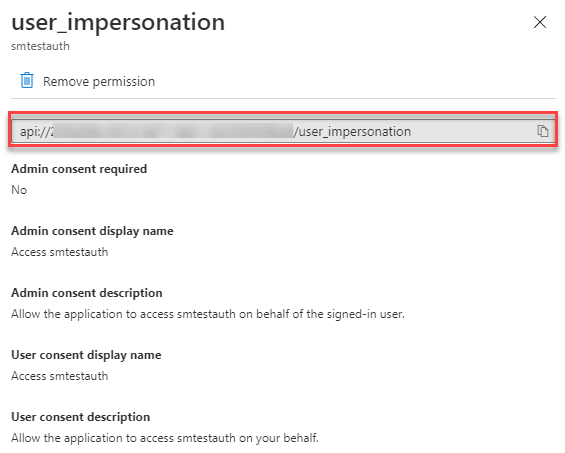 user_impersonation
smtestauth
Remove permission
api://2 /user_impersonation
Admin consent required
No
Admin consent display name
Access smtestauth
Admin consent description
Allow the application to access smtestauth on behalf of the signed-in user.
User consent display name
Access smtestauth
User consent description
Allow the application to access smtestauth on your behalf.